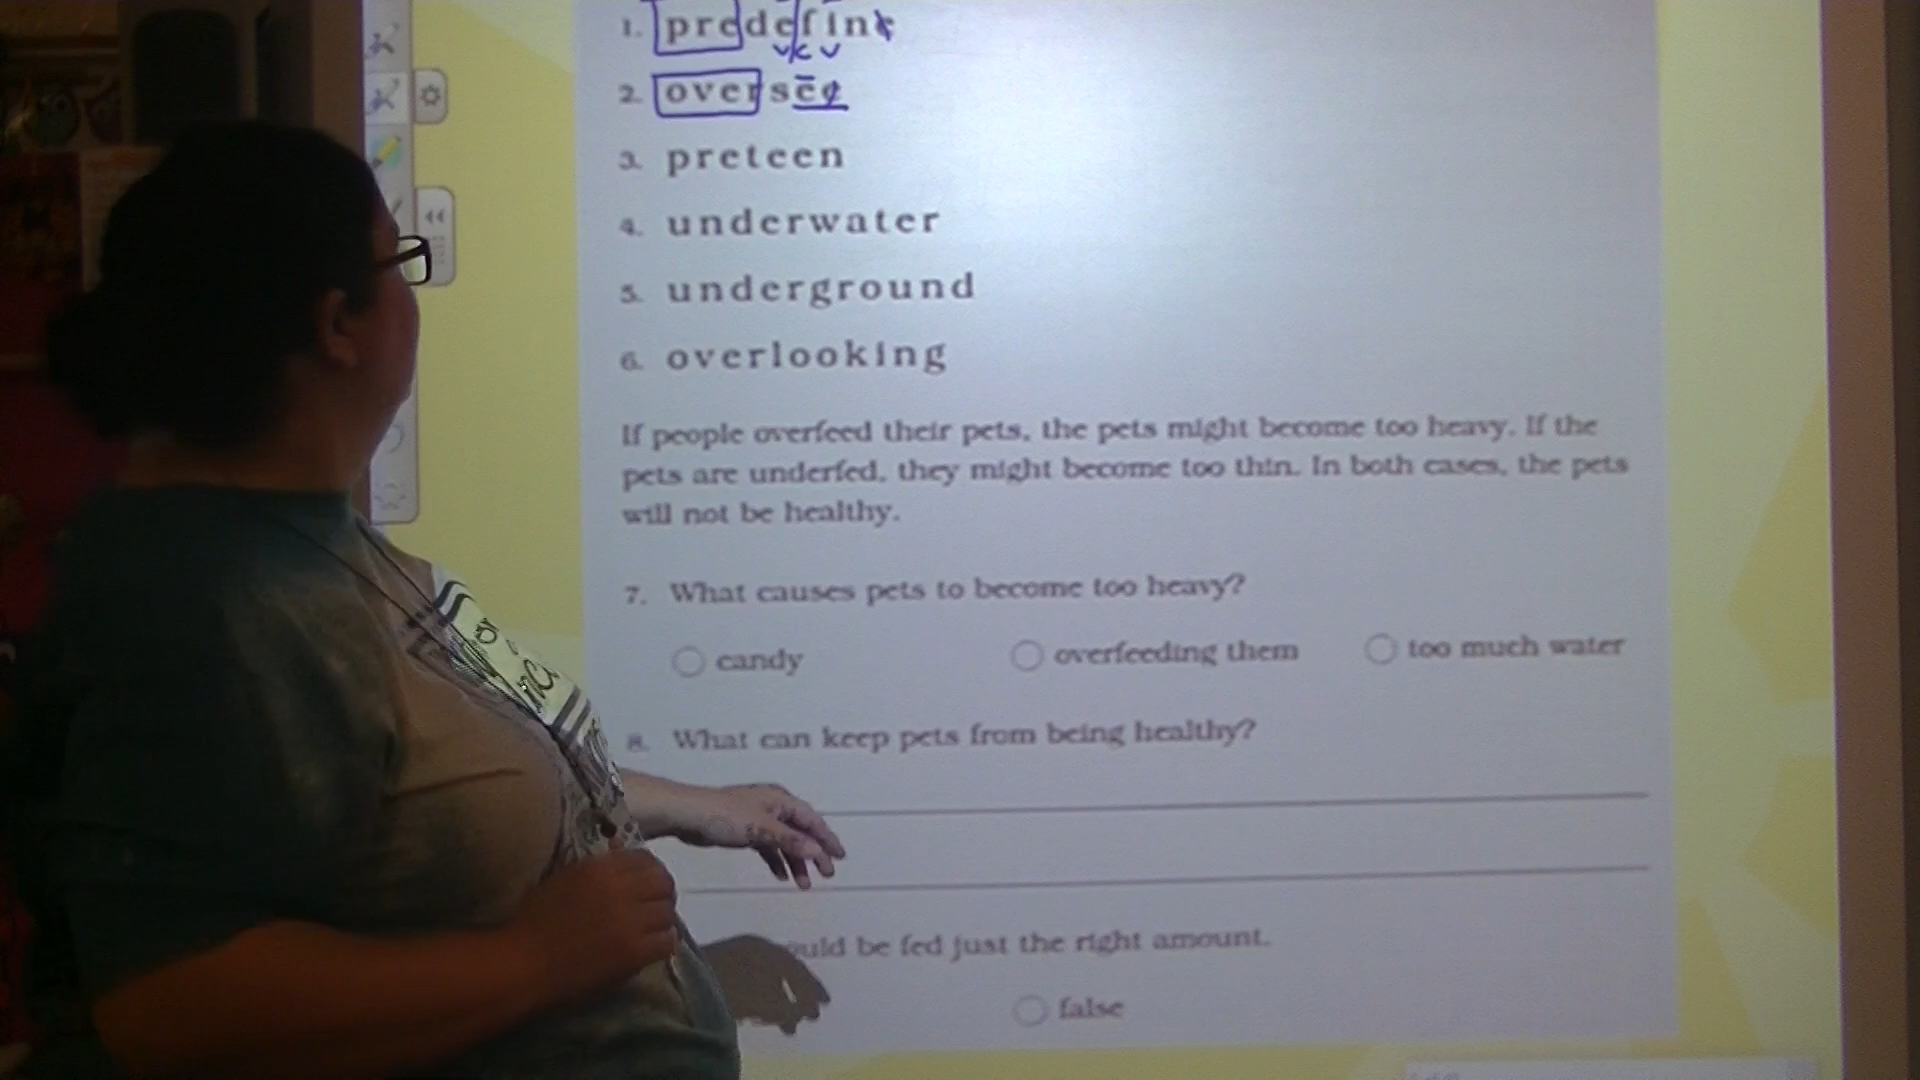 1. predefine
vc v
2. oversee
3. preteen
4. underwater
5. underground
6. overlooking
If people overfeed their pets, the pets might become too heavy. If the
pets are underfed, they might become too thin. In both cases, the pets
will not be healthy.
7. What causes pets to become too heavy?
candy overfeeding them too much water
8. What can keep pets from being healthy?
be fed just the right amount.
false